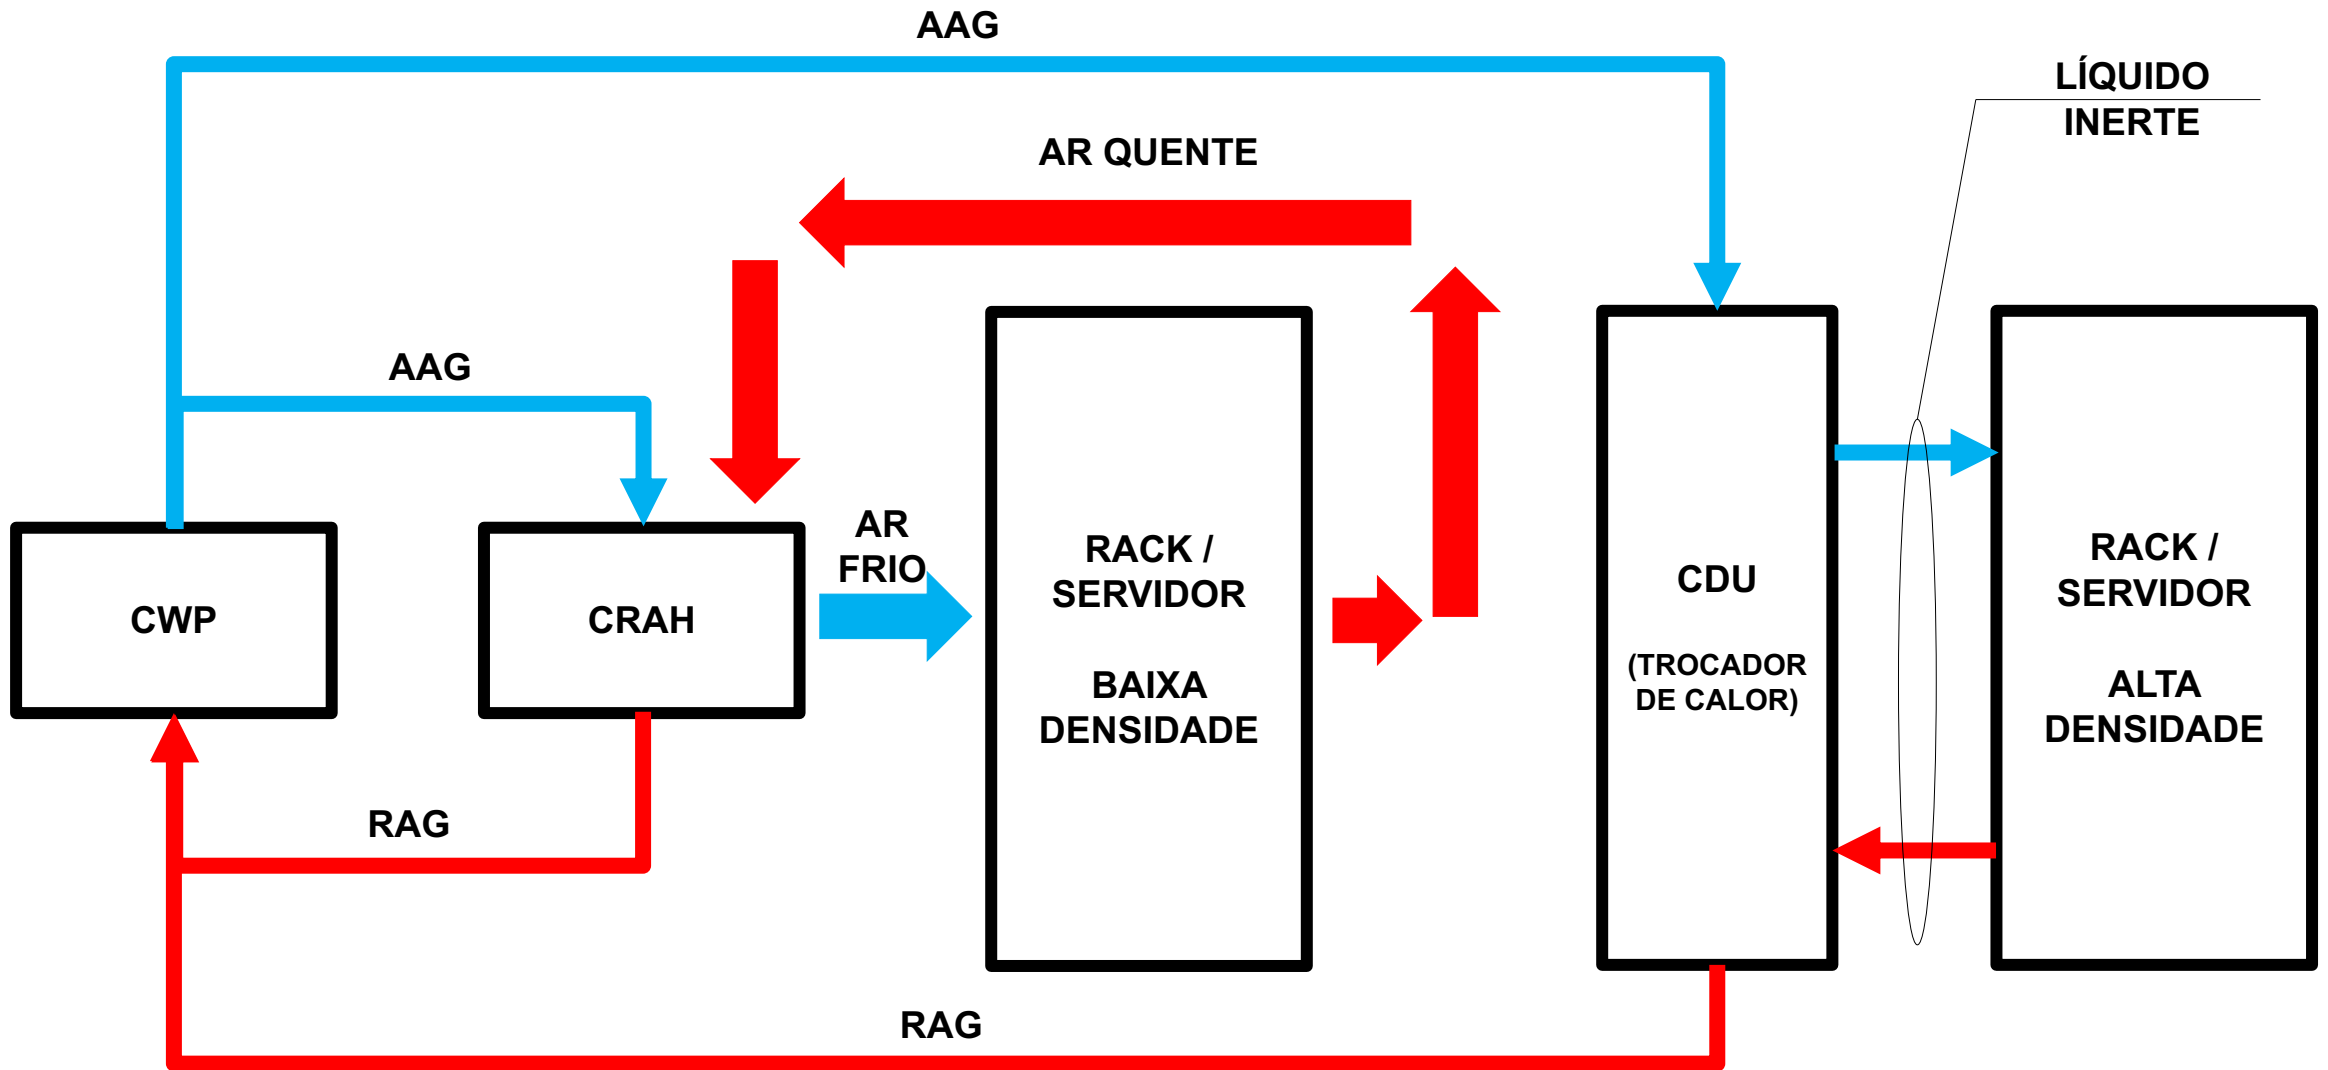 AAG
LÍQUIDO
INERTE
AR QUENTE
AAG
AR
FRIO
CWP
CRAH
RACK /
SERVIDOR
BAIXA
DENSIDADE
CDU
(TROCADOR
DE CALOR)
RACK /
SERVIDOR
ALTA
DENSIDADE
RAG
RAG